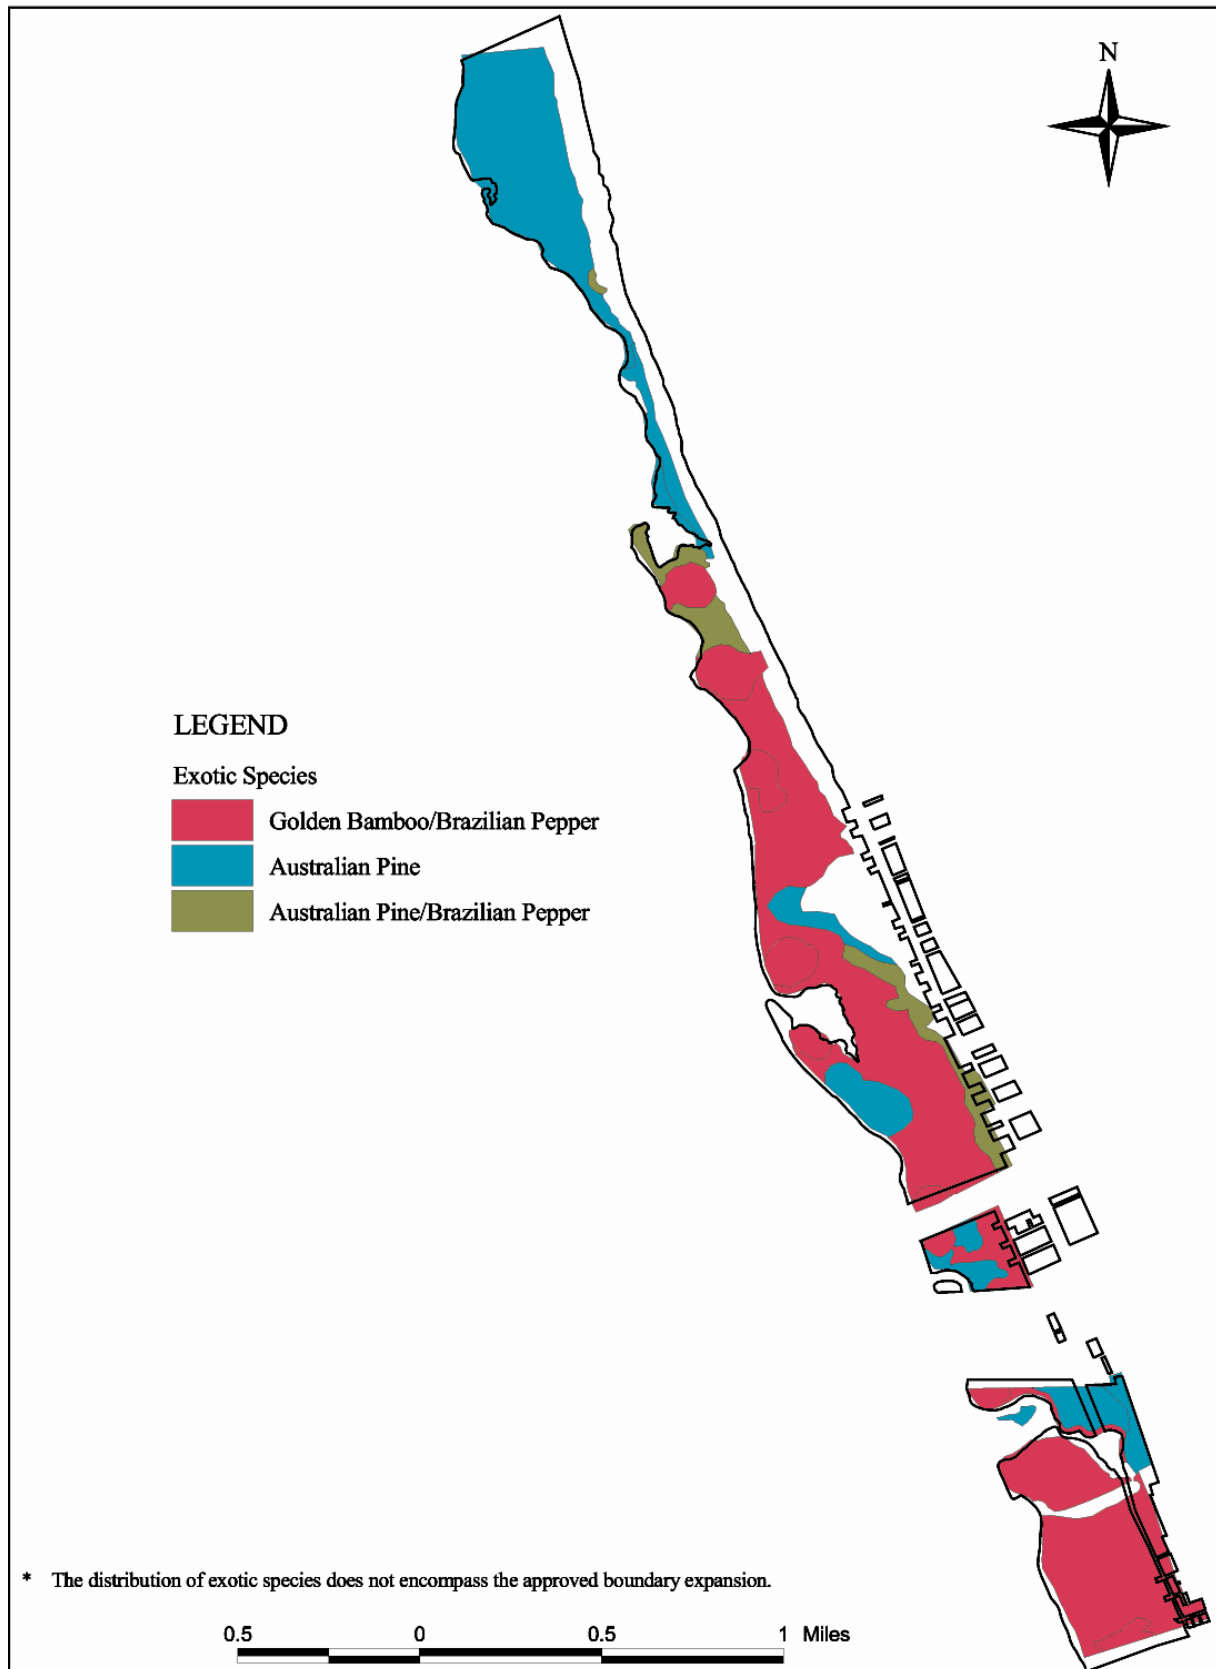 N
LEGEND
Exotic Species
Golden Bamboo/Brazilian Pepper
Australian Pine
Australian Pine/Brazilian Pepper
* The distribution of exotic species does not encompass the approved boundary expansion.
0.5 0 0.5 1 Miles